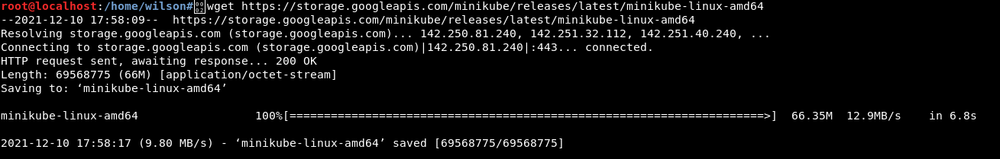 root@localhost:/home/wilson#wget https://storage.googleapis.com/minikube/releases/latest/minikube-linux-amd64
--2021-12-10 17:58:09--  https://storage.googleapis.com/minikube/releases/latest/minikube-linux-amd64
Resolving storage.googleapis.com (storage.googleapis.com)... 142.250.81.240, 142.251.32.112, 142.251.40.240, ...
Connecting to storage.googleapis.com (storage.googleapis.com)|142.250.81.240|:443... connected.
HTTP request sent, awaiting response... 200 OK
Length: 69568775 (66M) [application/octet-stream]
Saving to: ‘minikube-linux-amd64’
minikube-linux-amd64                 100%[=====================================================================>]  66.35M  12.9MB/s    in 6.8s
2021-12-10 17:58:17 (9.80 MB/s) - ‘minikube-linux-amd64’ saved [69568775/69568775]